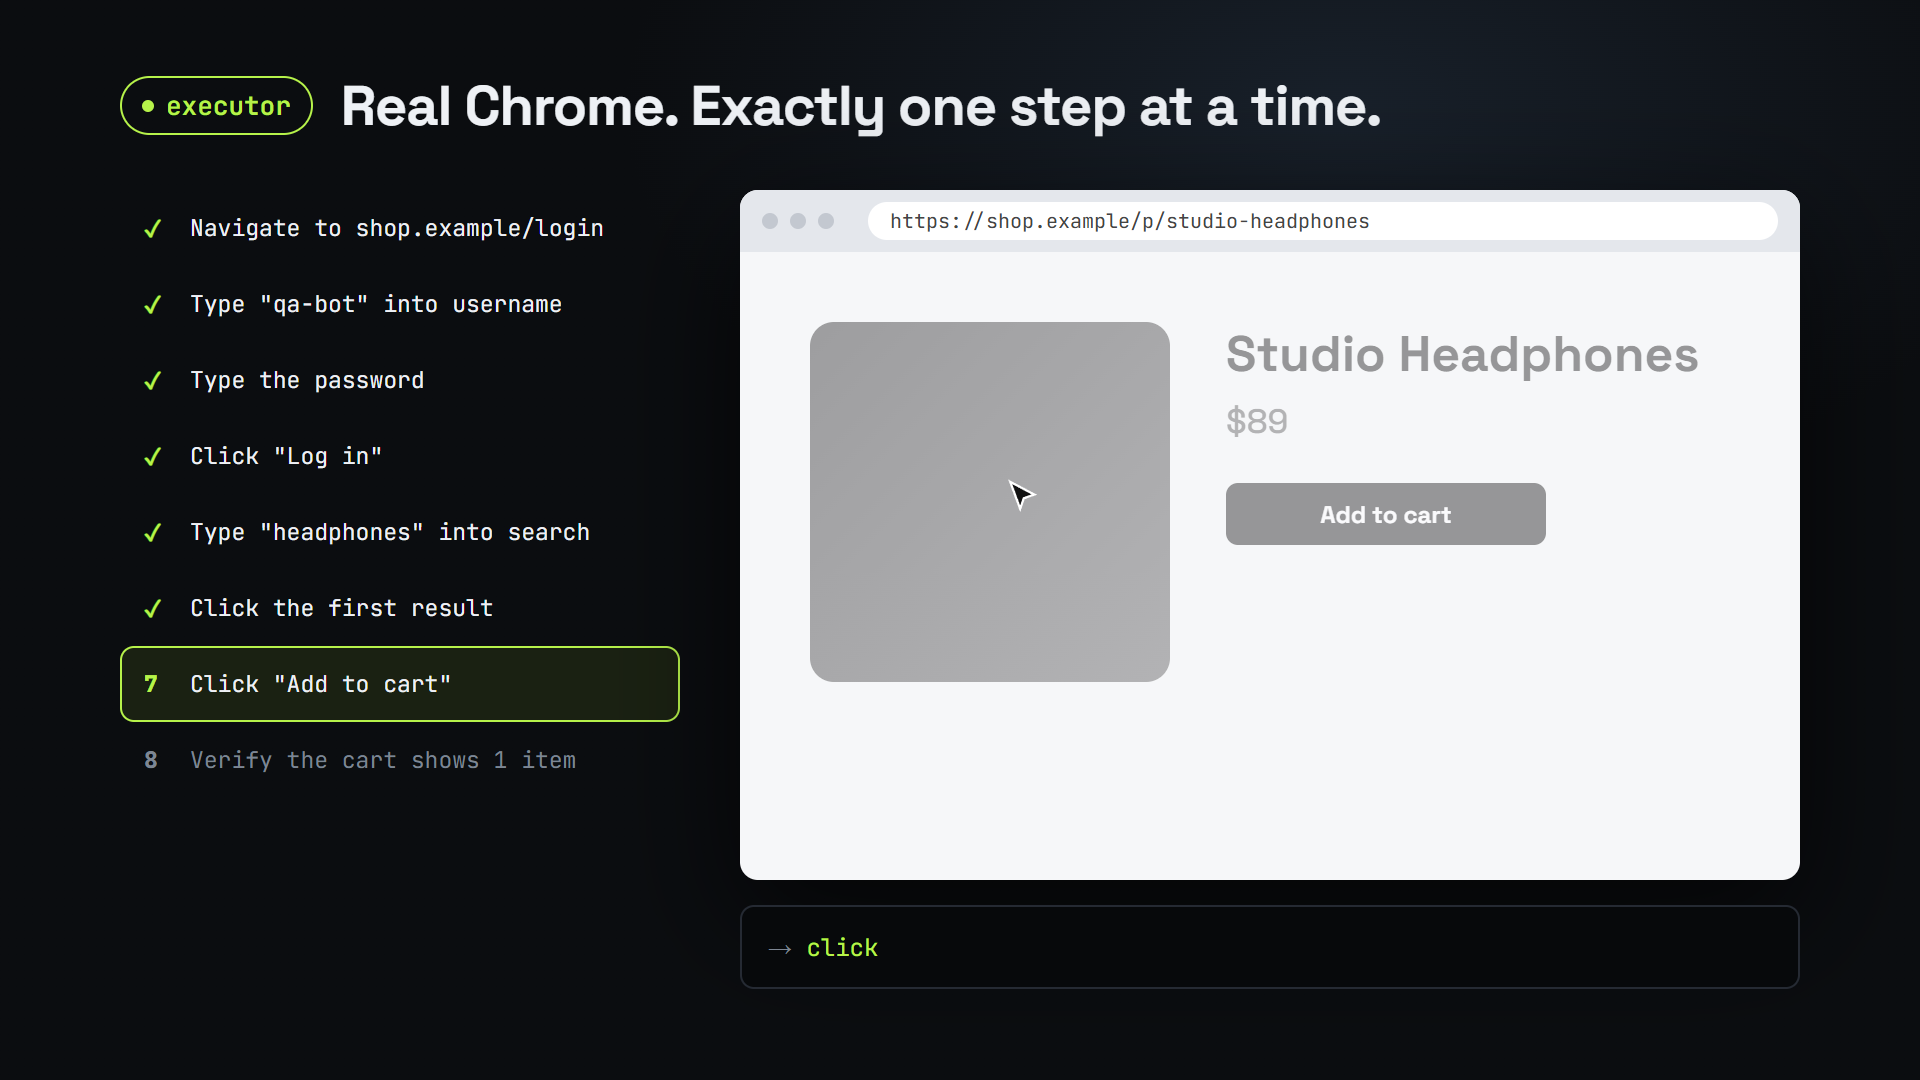 executor
Real Chrome. Exactly one step at a time.
✓ Navigate to shop.example/login
✓ Type "qa-bot" into username
✓ Type the password
✓ Click "Log in"
✓ Type "headphones" into search
✓ Click the first result
7 Click "Add to cart"
8 Verify the cart shows 1 item
https://shop.example/p/studio-headphones
Studio Headphones
$89
Add to cart
→ click